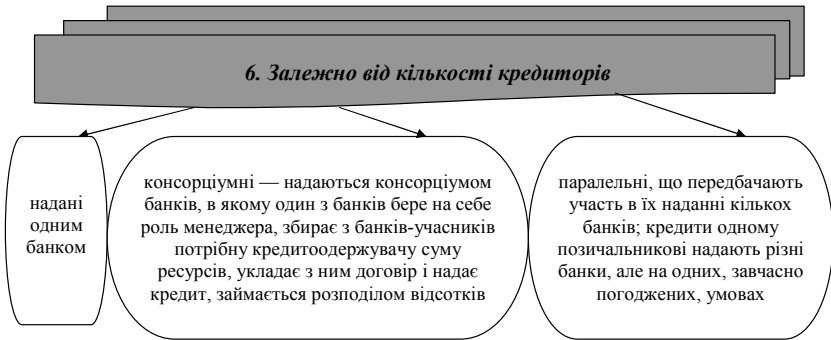 6. Залежно від кількості кредиторів
надані
одним
банком
консорціумні — надаються консорціумом
банків, в якому один з банків бере на себе
роль менеджера, збирає з банків-учасників
потрібну кредитоодержувачу суму
ресурсів, укладає з ним договір і надає
кредит, займається розподілом відсотків
паралельні, що передбачають
участь в їх наданні кількох
банків; кредити одному
позичальникові надають різні
банки, але на одних, завчасно
погоджених, умовах